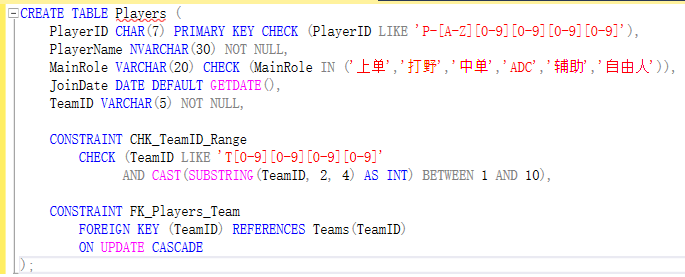 CREATE TABLE Players (
PlayerID CHAR(7) PRIMARY KEY CHECK (PlayerID LIKE 'P-[A-Z][0-9][0-9][0-9][0-9]'),
PlayerName NVARCHAR(30) NOT NULL,
MainRole VARCHAR(20) CHECK (MainRole IN ('上单','打野','中单','ADC','辅助','自由人')),
JoinDate DATE DEFAULT GETDATE(),
TeamID VARCHAR(5) NOT NULL,
CONSTRAINT CHK_TeamID_Range
CHECK (TeamID LIKE 'T[0-9][0-9][0-9][0-9]'
AND CAST(SUBSTRING(TeamID, 2, 4) AS INT) BETWEEN 1 AND 10),
CONSTRAINT FK_Players_Team
FOREIGN KEY (TeamID) REFERENCES Teams(TeamID)
ON UPDATE CASCADE
);